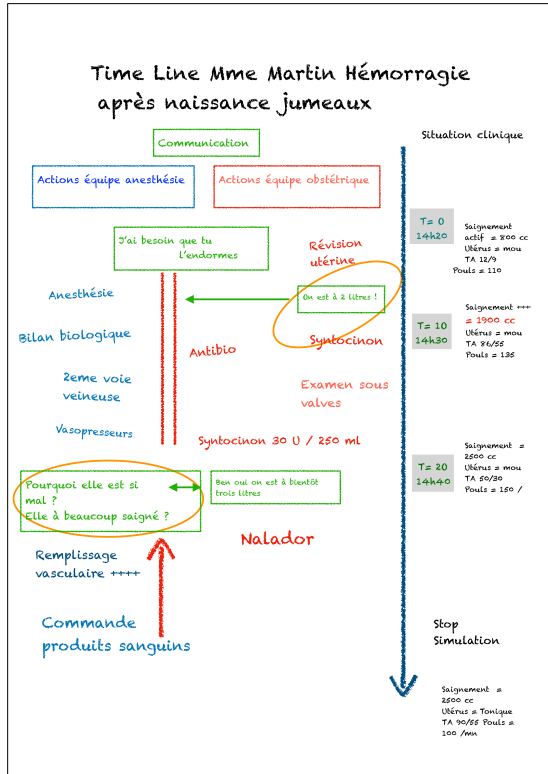 Time Line Mme Martin Hémorragie
après naissance jumeaux
Communication
Situation clinique
Actions équipe anesthésie
Actions équipe obstétrique
J'ai besoin que tu
l'endormes
Révision
utérine
T= 0
14h20
Saignement
actif = 800 cc
Utérus = mou
TA 12/9
Pouls = 110
Anesthésie
On est à 2 litres !
Bilan biologique
Antibio
Syntocinon
T= 10
14h30
Saignement +++
= 1900 cc
Utérus = mou
TA 86/55
Pouls = 135
2eme voie
veineuse
Examen sous
valves
Vasopresseurs
Syntocinon 30 U / 250 ml
T= 20
14h40
Saignement =
2500 cc
Utérus = mou
TA 50/30
Pouls = 150 /
Pourquoi elle est si
mal ?
Elle à beaucoup saigné ?
Ben oui on est à bientôt
trois litres
Nalador
Remplissage
vasculaire ++++
Commande
produits sanguins
Stop
Simulation
Saignement =
2500 cc
Utérus = Tonique
TA 90/55 Pouls =
100 /mn